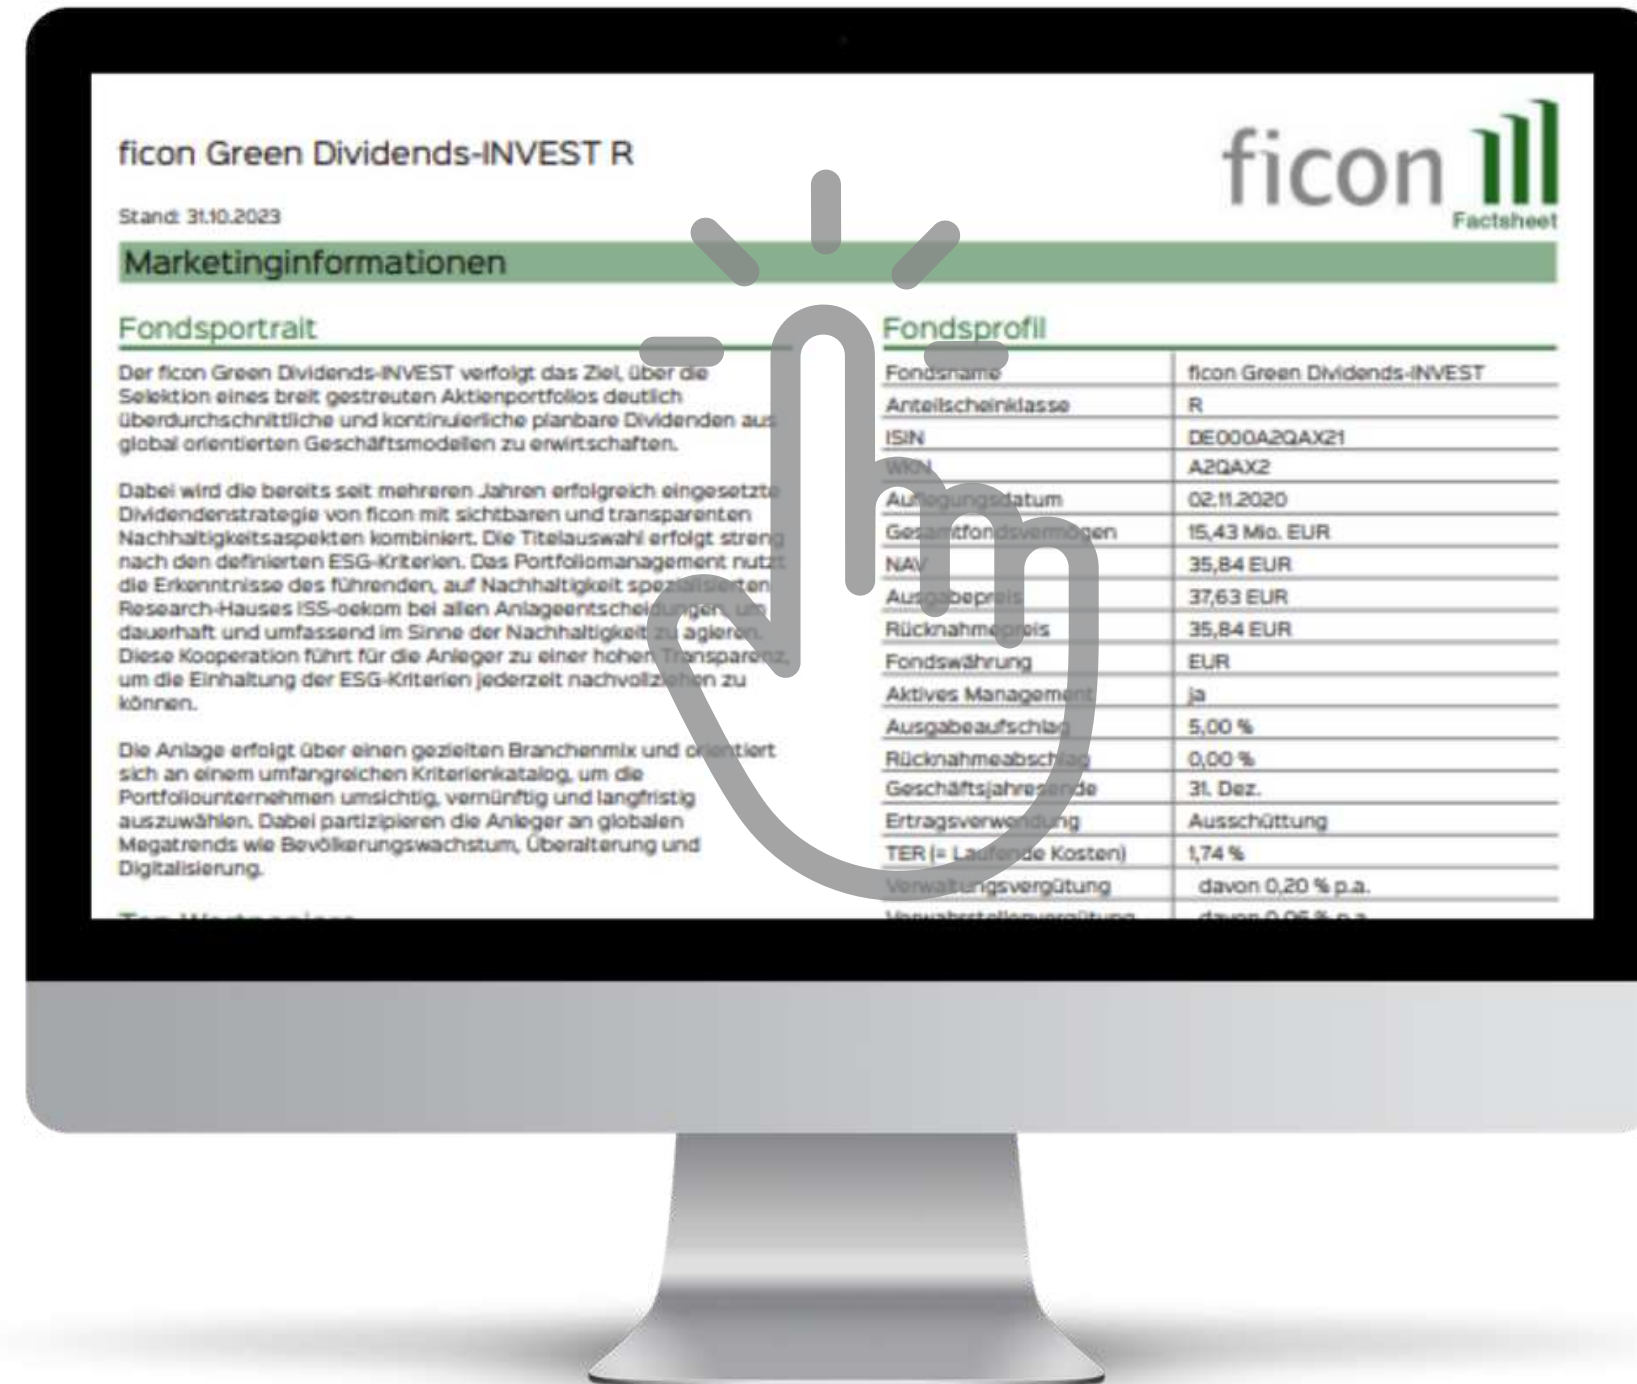 ficon Green Dividends-INVEST R
ficon
Factsheet
Stand: 31.10.2023
Marketinginformationen
Fondsportrait
Der ficon Green Dividends-INVEST verfolgt das Ziel, über die
Selektion eines breit gestreuten Aktienportfolios deutlich
überdurchschnittliche und kontinuierliche planbare Dividenden aus
global orientierten Geschäftsmodellen zu erwirtschaften.
Dabei wird die bereits seit mehreren Jahren erfolgreich eingesetzte
Dividendenstrategie von ficon mit sichtbaren und transparenten
Nachhaltigkeitsaspekten kombiniert. Die Titelauswahl erfolgt streng
nach den definierten ESG-Kriterien. Das Portfoliomanagement nutzt
die Erkenntnisse des führenden, auf Nachhaltigkeit spezialisierten
Research-Hauses ISS-oekom bei allen Anlageentscheidungen, um
dauerhaft und umfassend im Sinne der Nachhaltigkeit zu agieren.
Diese Kooperation führt für die Anleger zu einer hohen Transparenz,
um die Einhaltung der ESG-Kriterien jederzeit nachvollziehen zu
können.
Die Anlage erfolgt über einen gezielten Branchenmix und orientiert
sich an einem umfangreichen Kriterienkatalog, um die
Portfoliounternehmen umsichtig, vernünftig und langfristig
auszuwählen. Dabei partizipieren die Anleger an globalen
Megatrends wie Bevölkerungswachstum, Überalterung und
Digitalisierung.
Fondsprofil
Fondsname ficon Green Dividends-INVEST
Anteilscheinklasse R
ISIN DE000A2QAX21
WKN A2QAX2
Auflegungsdatum 02.11.2020
Gesamtfondsvermögen 15,43 Mio. EUR
NAV 35,84 EUR
Ausgabepreis 37,63 EUR
Rücknahmepreis 35,84 EUR
Fondswährung EUR
Aktives Management ja
Ausgabeaufschlag 5,00 %
Rücknahmeabschlag 0,00 %
Geschäftsjahresende 31. Dez.
Ertragsverwendung Ausschüttung
TER (= Laufende Kosten) 1,74 %
Verwaltungsvergütung davon 0,20 % p.a.